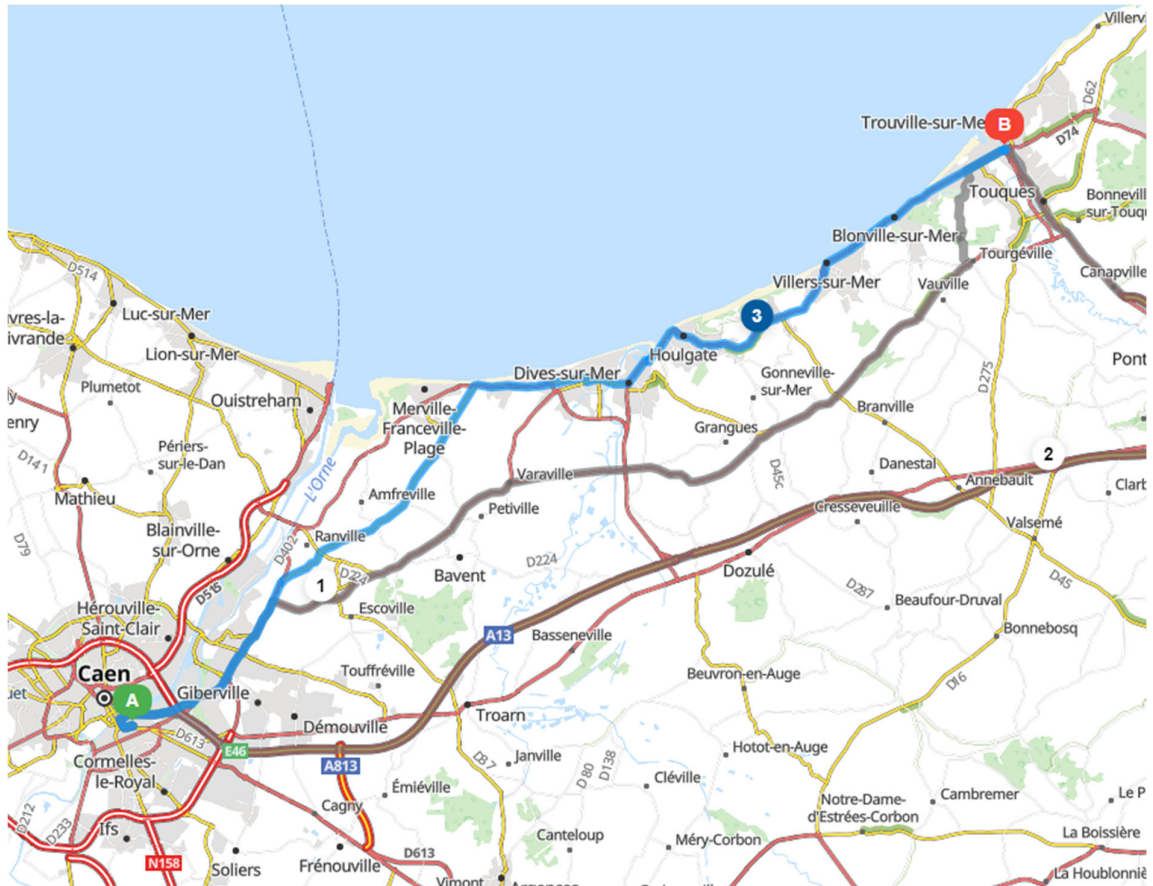 Villervi
D62
Trouville-sur-Me
B
D74
Touques
Bonnevill
sur-Touqu
Blonville-sur-Mer
Tourgéville
D514
Canapville
Villers-sur-Mer
Vauville
vres-la-
ivrande
Luc-sur-Mer
3
Lion-sur-Mer
Houlgate
Pont
Dives-sur-Mer
D275
Gonneville-
sur-Mer
Plumetot
Ouistreham
Merville-
Franceville-
Plage
Branville
enry
Grangues
Périers-
sur-le-Dan
D141
L'Orne
2
Varaville
D45c
Danestal
Annebault
Mathieu
Amfreville
Clarb
Petiville
Cresseveuille
Blainville-
sur-Orne
Valsemé
D79
D402
Ranville
D224
D224
1
Bavent
Dozulé
D45
D515
D287
Hérouville-
Saint-Clair
Escoville
Beaufour-Druval
A13
Basseneville
Bonnebosq
Caen
Touffréville
Beuvron-en-Auge
uet
A
Giberville
D16
Troarn
Démouville
D613
E46
Hotot-en-Auge
Janville
A813
Cormelles-
le-Royal
D37
D80
D138
Cléville
Émiéville
Cambremer
Le P
D212
D233
Cagny
Notre-Dame-
d'Estrées-Corbon
Ifs
Canteloup
La Boissière
Méry-Corbon
N158
Frénouville
D613
Soliers
La Houblonniè
Vimont